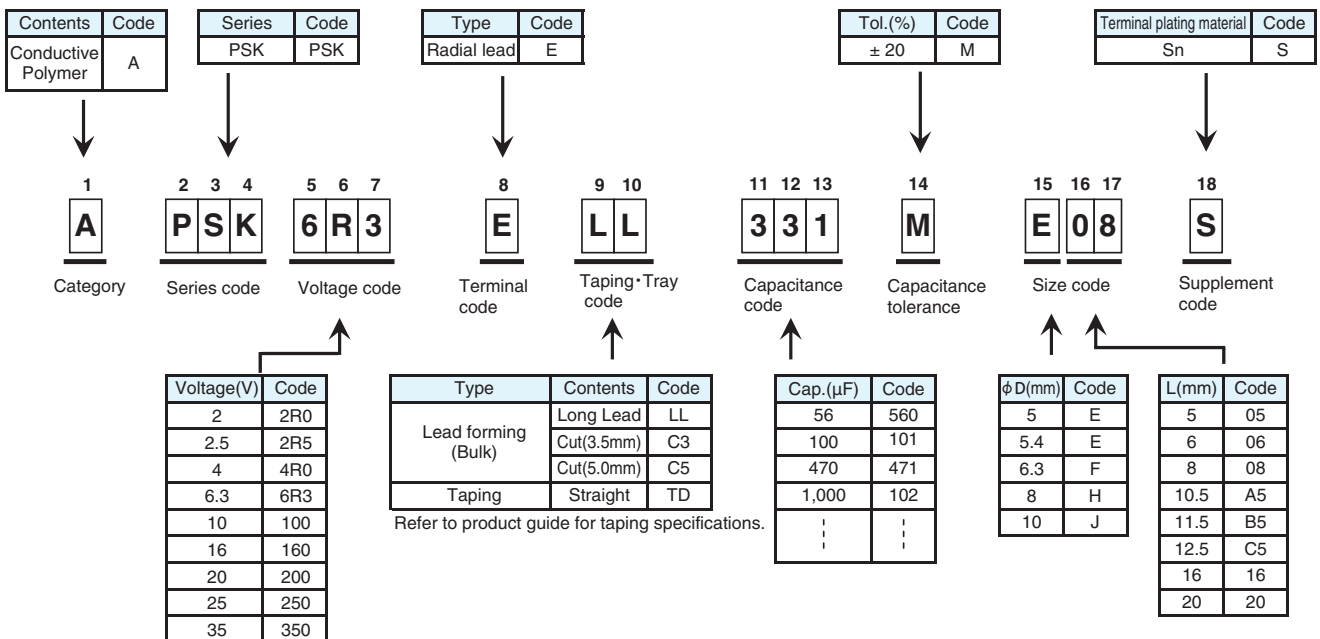 Contents Code
Conductive Polymer A
Series Code
PSK PSK
Type Code
Radial lead E
Tol.(%) Code
± 20 M
Terminal plating material Code
Sn S
1 2 3 4 5 6 7 8 9 10 11 12 13 14 15 16 17 18
A P S K 6 R 3 E L L 3 3 1 M E 0 8 S
Category
Series code
Voltage code
Terminal
code
Taping・Tray
code
Capacitance
code
Capacitance
tolerance
Size code
Supplement
code
Voltage(V) Code
2 2R0
2.5 2R5
4 4R0
6.3 6R3
10 100
16 160
20 200
25 250
35 350
Type Contents Code
Lead forming
(Bulk)
Long Lead LL
Cut(3.5mm) C3
Cut(5.0mm) C5
Taping Straight TD
Refer to product guide for taping specifications.
Cap.(μF) Code
56 560
100 101
470 471
1,000 102
φD(mm) Code
5 E
5.4 E
6.3 F
8 H
10 J
L(mm) Code
5 05
6 06
8 08
10.5 A5
11.5 B5
12.5 C5
16 16
20 20